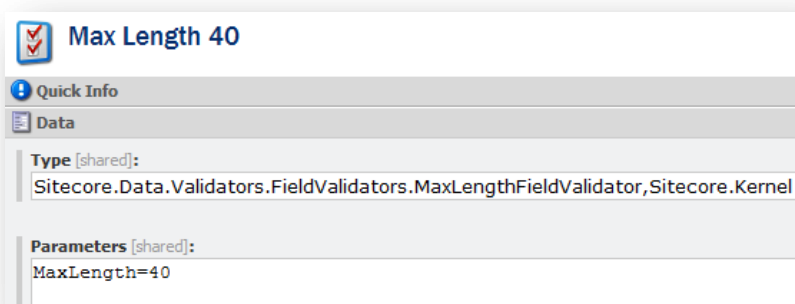 Max Length 40
Quick Info
Data
Type [shared]:
Sitecore.Data.Validators.FieldValidators.MaxLengthFieldValidator,Sitecore.Kernel
Parameters [shared]:
MaxLength=40